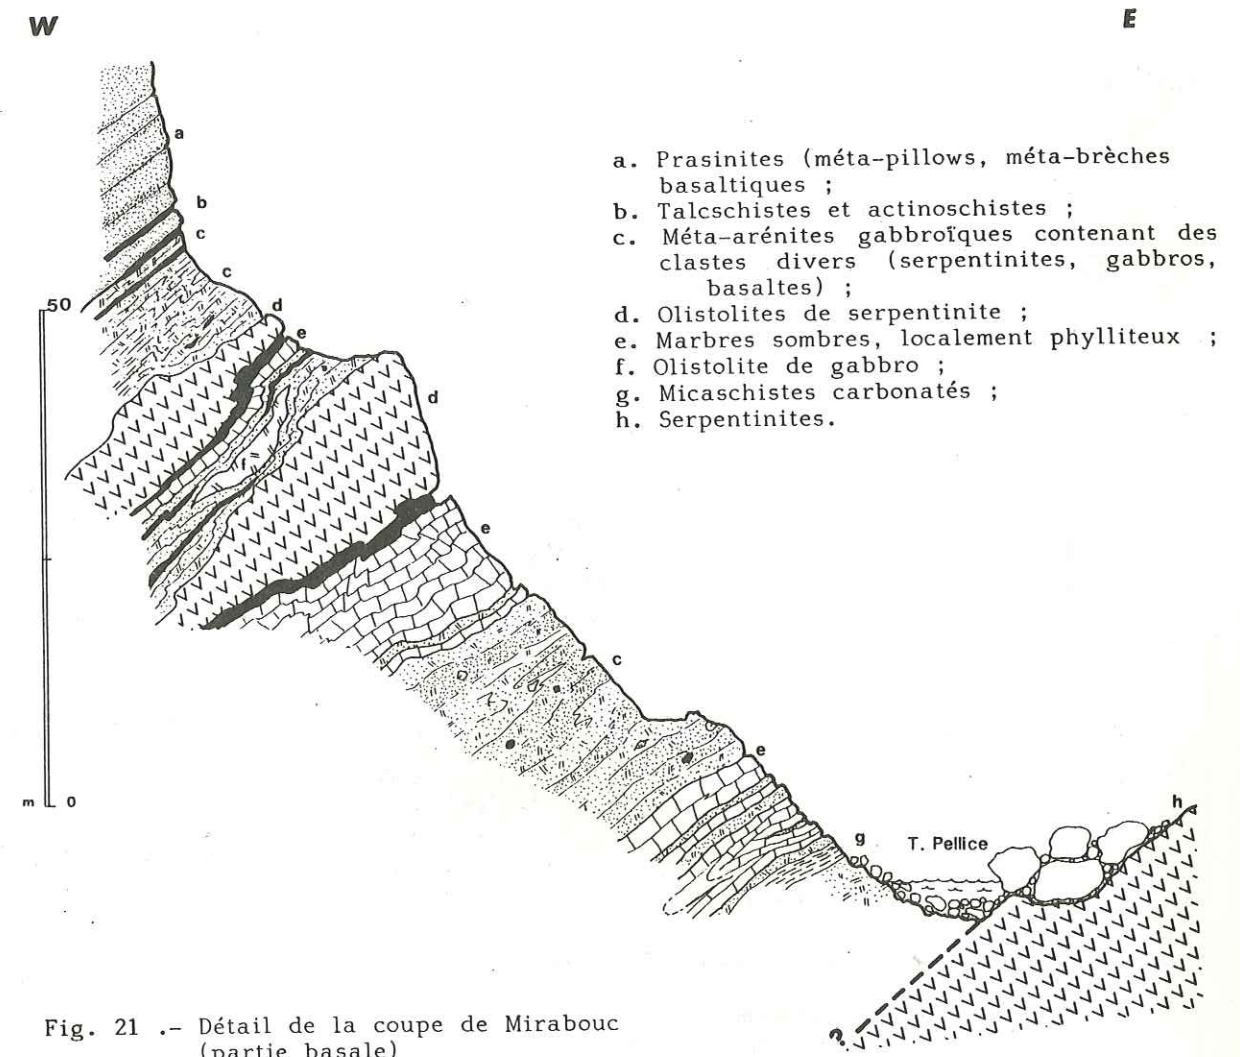 W
E
a
b
c
c
50
d
e
d
f
e
c
e
m 0
g
T. Pellice
h
?
a. Prasinites (méta-pillows, méta-brèches
basaltiques ;
b. Talcschistes et actinoschistes ;
c. Méta-arénites gabbroïques contenant des
clastes divers (serpentinites, gabbros,
basaltes) ;
d. Olistolites de serpentinite ;
e. Marbres sombres, localement phylliteux ;
f. Olistolite de gabbro ;
g. Micaschistes carbonatés ;
h. Serpentinites.
Fig. 21 .- Détail de la coupe de Mirabouc
(partie basale)